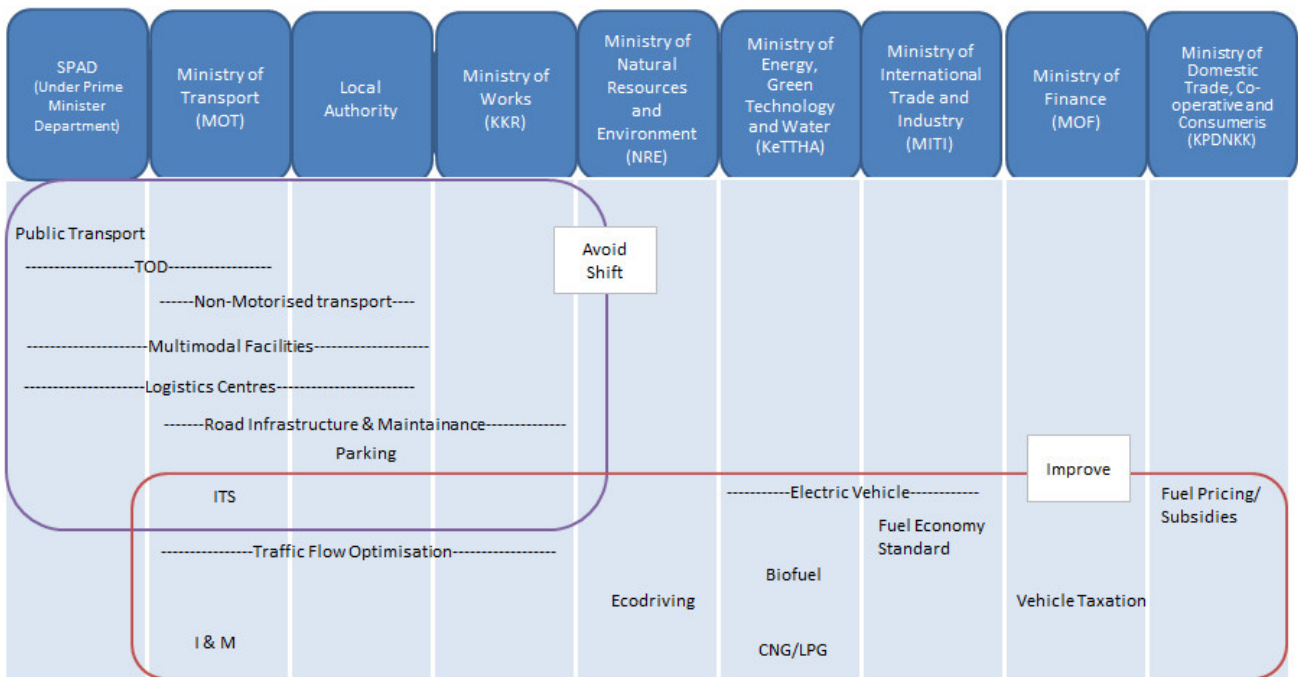 SPAD
(Under Prime
Minister
Department)
Ministry of
Transport
(MOT)
Local
Authority
Ministry of
Works
(KKR)
Ministry of
Natural
Resources
and
Environment
(NRE)
Ministry of
Energy,
Green
Technology
and Water
(KeTTHA)
Ministry of
International
Trade and
Industry
(MITI)
Ministry of
Finance
(MOF)
Ministry of
Domestic
Trade, Co-
operative and
Consumeris
(KPDNKK)
Public Transport
-------------------TOD------------------
------Non-Motorised transport----
---------------------Multimodal Facilities--------------------
---------------------Logistics Centres------------------------
-------Road Infrastructure & Maintainance--------------
Parking
ITS
Avoid
Shift
Improve
-----------Electric Vehicle------------
Fuel Pricing/
Subsidies
Fuel Economy
Standard
----------------Traffic Flow Optimisation------------------
Biofuel
Ecodriving
Vehicle Taxation
I & M
CNG/LPG